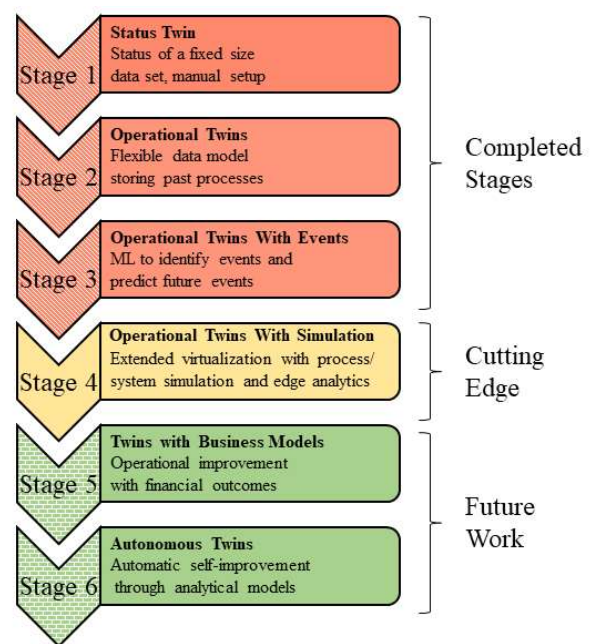 Stage 1
Status Twin
Status of a fixed size
data set, manual setup
Stage 2
Operational Twins
Flexible data model
storing past processes
Stage 3
Operational Twins With Events
ML to identify events and
predict future events
Completed
Stages
Stage 4
Operational Twins With Simulation
Extended virtualization with process/
system simulation and edge analytics
Cutting
Edge
Stage 5
Twins with Business Models
Operational improvement
with financial outcomes
Stage 6
Autonomous Twins
Automatic self-improvement
through analytical models
Future
Work